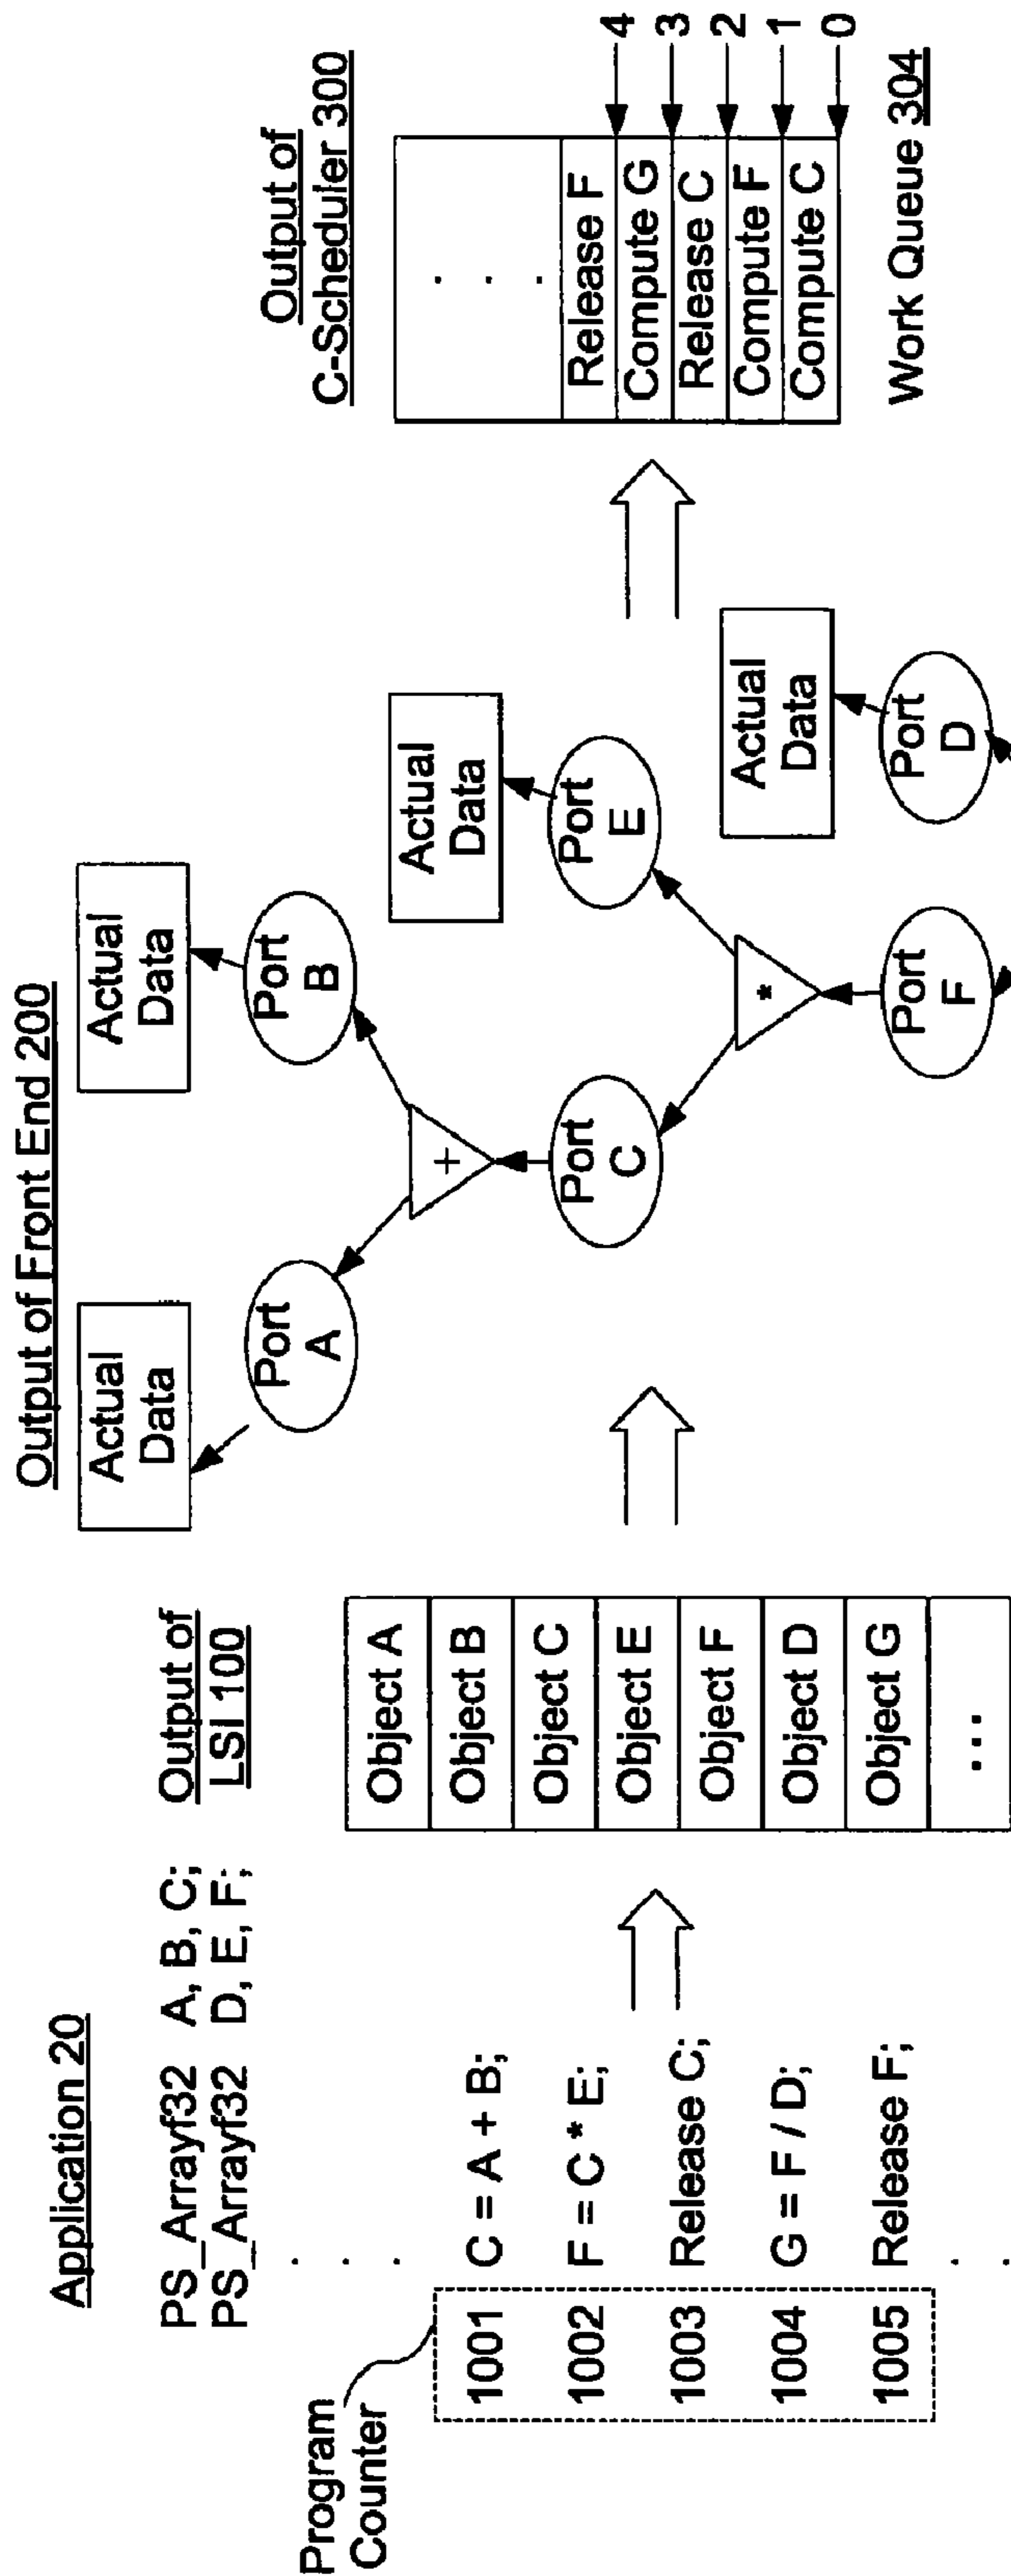 Application 20
PS_Arrayf32 A, B, C;
PS_Arrayf32 D, E, F;
.
.
.
Program
Counter
1001 C = A + B;
1002 F = C * E;
1003 Release C;
1004 G = F / D;
1005 Release F;
.
.
Output of
LSI 100
Object A
Object B
Object C
Object E
Object F
Object D
Object G
...
Output of Front End 200
Actual
Data
Actual
Data
Port
A
Port
B
+
Actual
Data
Port
C
Port
E
*
Actual
Data
Port
F
Port
D
Output of
C-Scheduler 300
.
.
.
Release F
Compute G
Release C
Compute F
Compute C
4
3
2
1
0
Work Queue 304